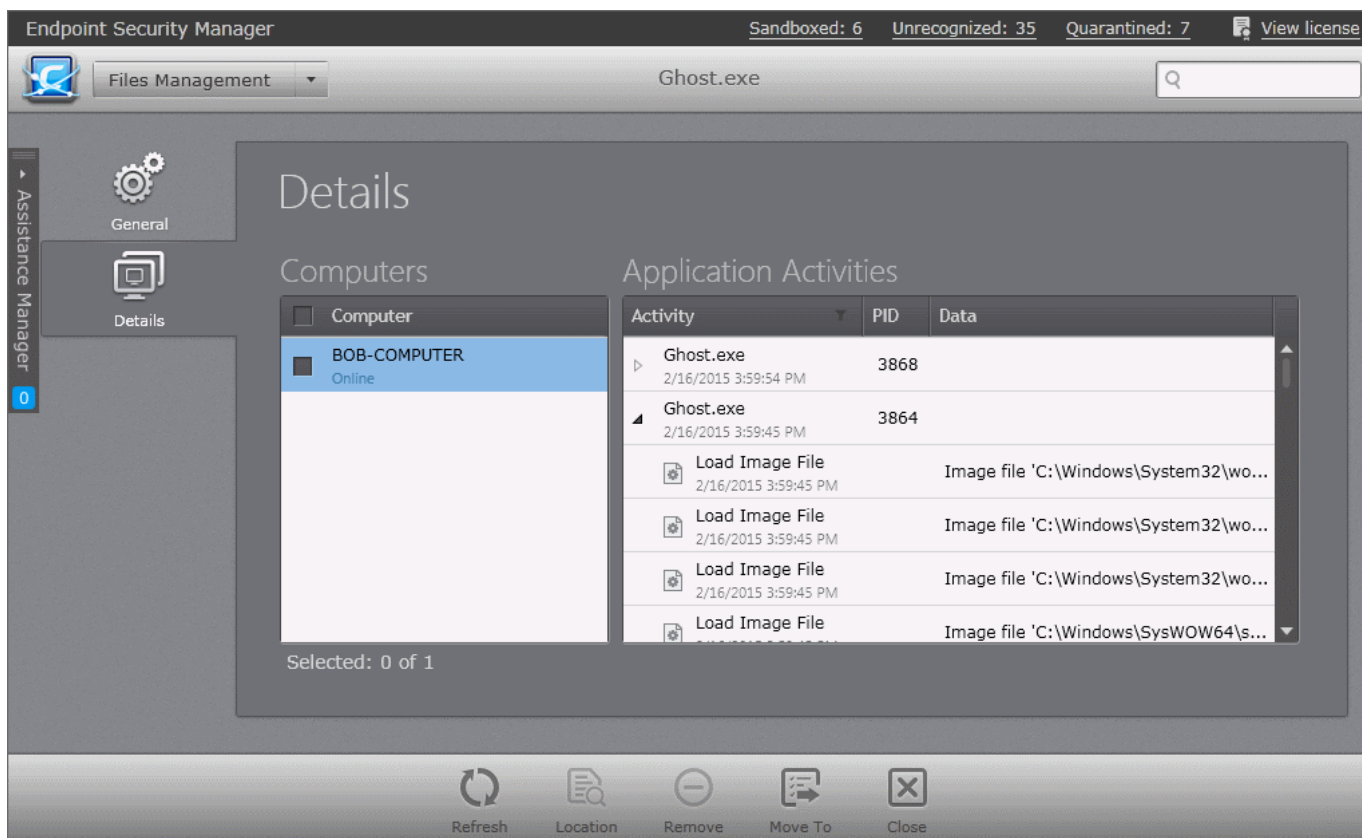 Endpoint Security Manager Sandboxed: 6 Unrecognized: 35 Quarantined: 7 View license
Files Management Ghost.exe
Assistance Manager 0
General
Details
Details
Computers
Computer
BOB-COMPUTER
Online
Selected: 0 of 1
Application Activities
Activity PID Data
Ghost.exe 3868
2/16/2015 3:59:54 PM
Ghost.exe 3864
2/16/2015 3:59:45 PM
Load Image File Image file 'C:\Windows\System32\wo...
2/16/2015 3:59:45 PM
Load Image File Image file 'C:\Windows\System32\wo...
2/16/2015 3:59:45 PM
Load Image File Image file 'C:\Windows\System32\wo...
2/16/2015 3:59:45 PM
Load Image File Image file 'C:\Windows\SysWOW64\s...
Refresh Location Remove Move To Close